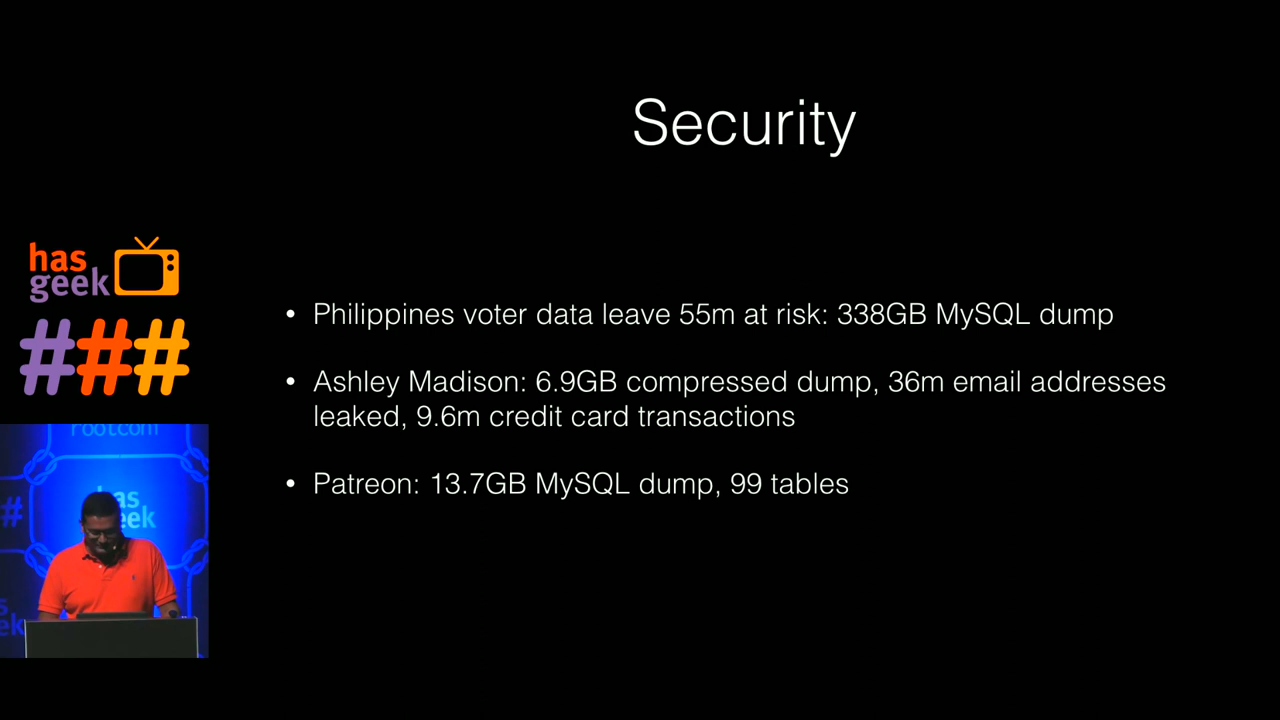 Security
has
geek
###
• Philippines voter data leave 55m at risk: 338GB MySQL dump
• Ashley Madison: 6.9GB compressed dump, 36m email addresses
leaked, 9.6m credit card transactions
• Patreon: 13.7GB MySQL dump, 99 tables
rootconf
has
geek
#